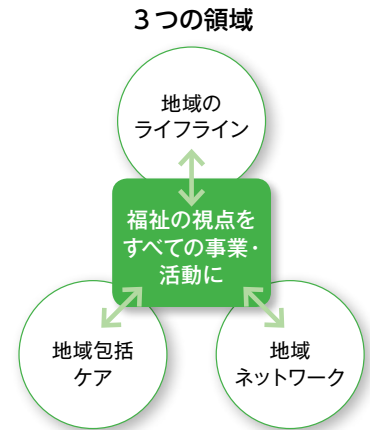 ３つの領域
地域の
ライフライン
福祉の視点を
すべての事業・
活動に
地域包括
ケア
地域
ネットワーク